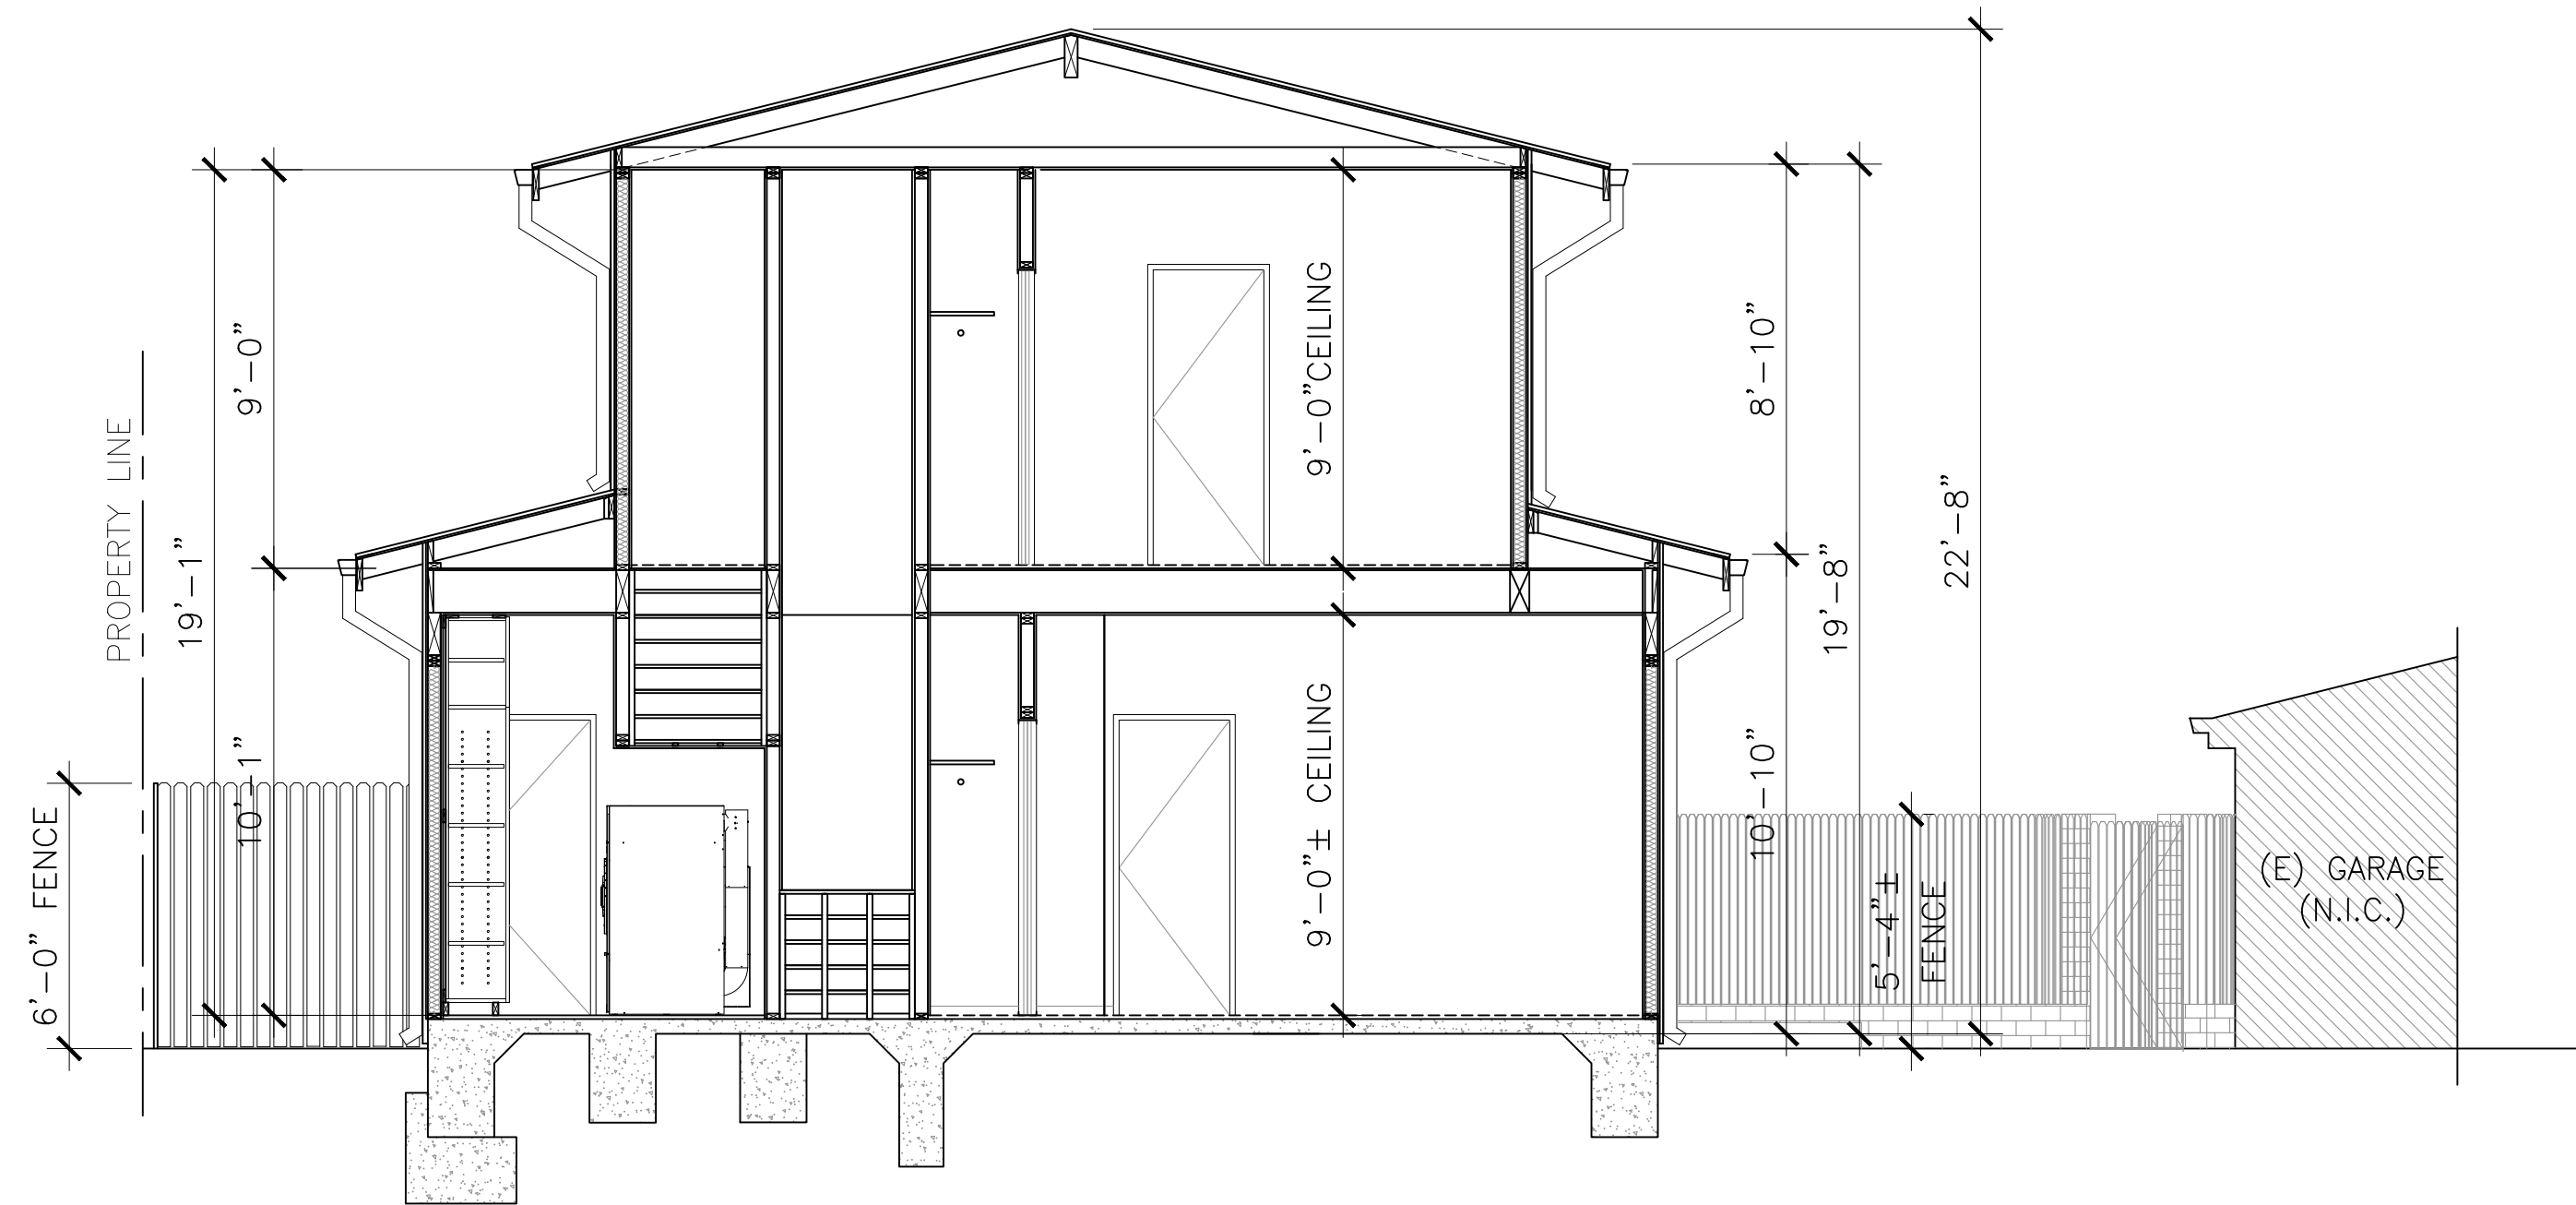 6'-0" FENCE
PROPERTY LINE
19'-1"
9'-0"
10'-1"
9'-0"CEILING
9'-0"± CEILING
8'-10"
10'-10"
19'-8"
5'-4"±
FENCE
22'-8"
(E) GARAGE
(N.I.C.)